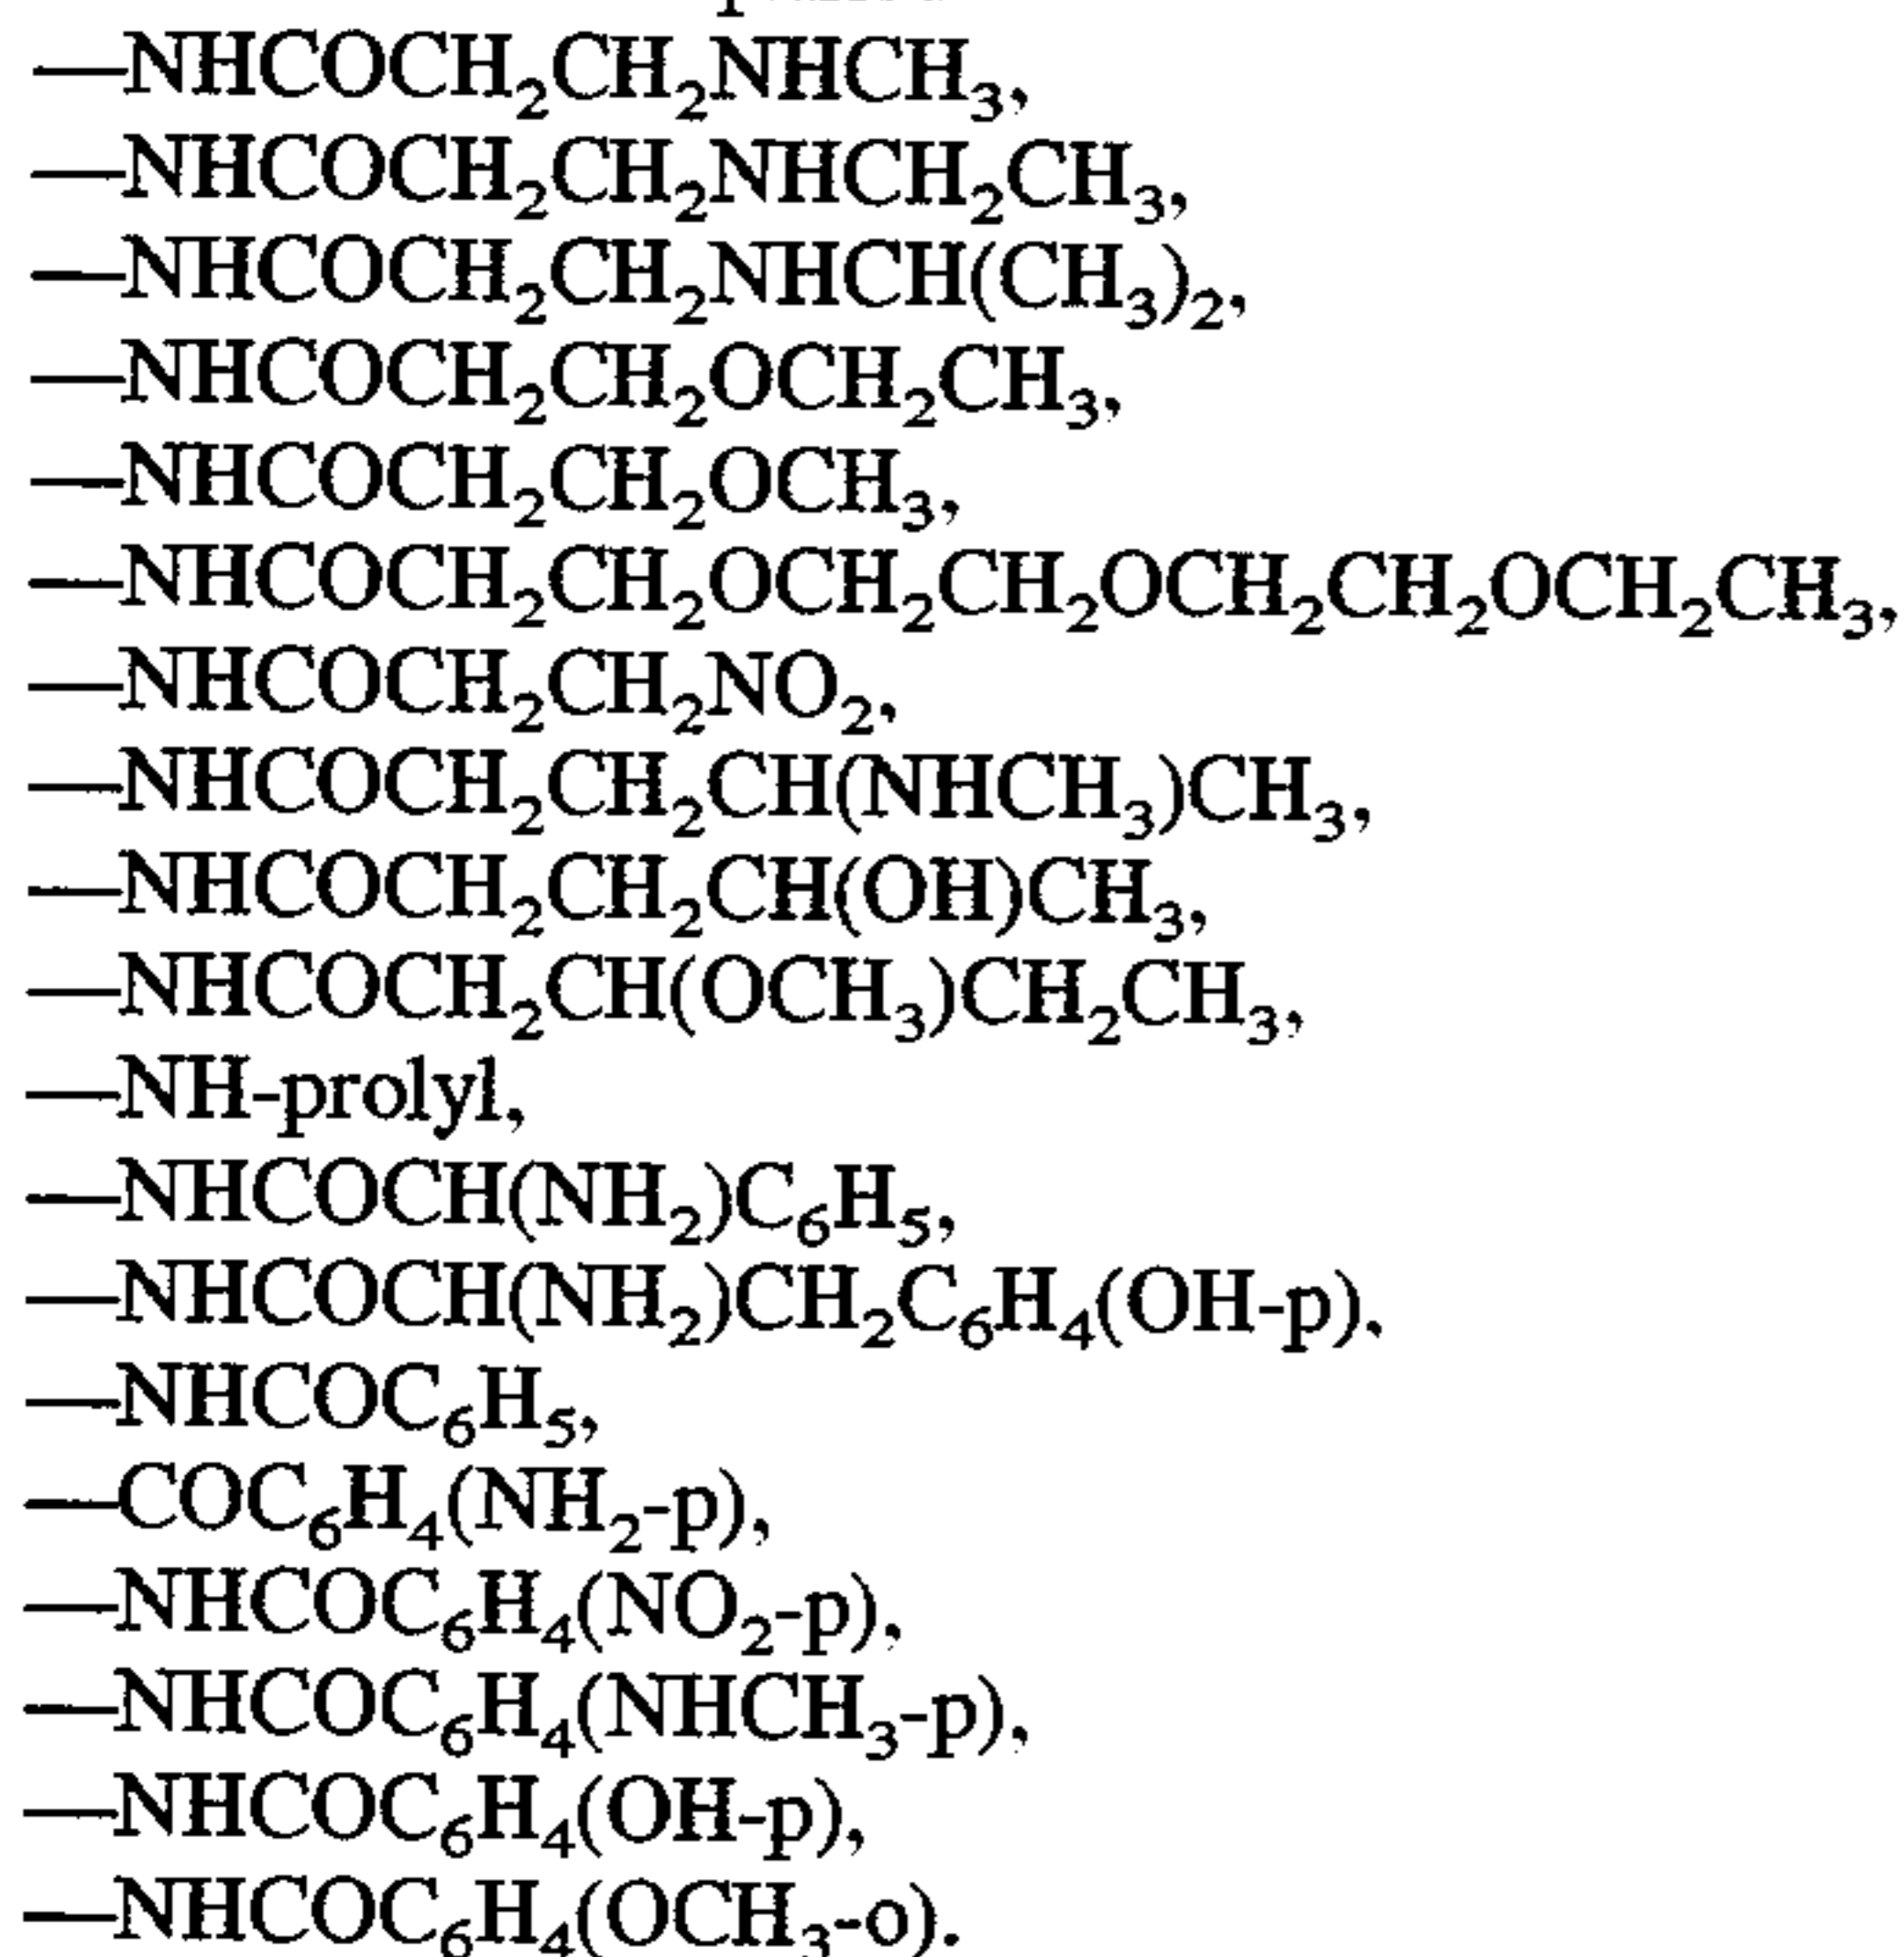 —NHCOCH₂CH₂NHCH₃,
—NHCOCH₂CH₂NHCH₂CH₃,
—NHCOCH₂CH₂NHCH(CH₃)₂,
—NHCOCH₂CH₂OCH₂CH₃,
—NHCOCH₂CH₂OCH₃,
—NHCOCH₂CH₂OCH₂CH₂OCH₂CH₂OCH₂CH₃,
—NHCOCH₂CH₂NO₂,
—NHCOCH₂CH₂CH(NHCH₃)CH₃,
—NHCOCH₂CH₂CH(OH)CH₃,
—NHCOCH₂CH(OCH₃)CH₂CH₃,
—NH-prolyl,
—NHCOCH(NH₂)C₆H₅,
—NHCOCH(NH₂)CH₂C₆H₄(OH-p),
—NHCOC₆H₅,
—COC₆H₄(NH₂-p),
—NHCOC₆H₄(NO₂-p),
—NHCOC₆H₄(NHCH₃-p),
—NHCOC₆H₄(OH-p),
—NHCOC₆H₄(OCH₃-o).